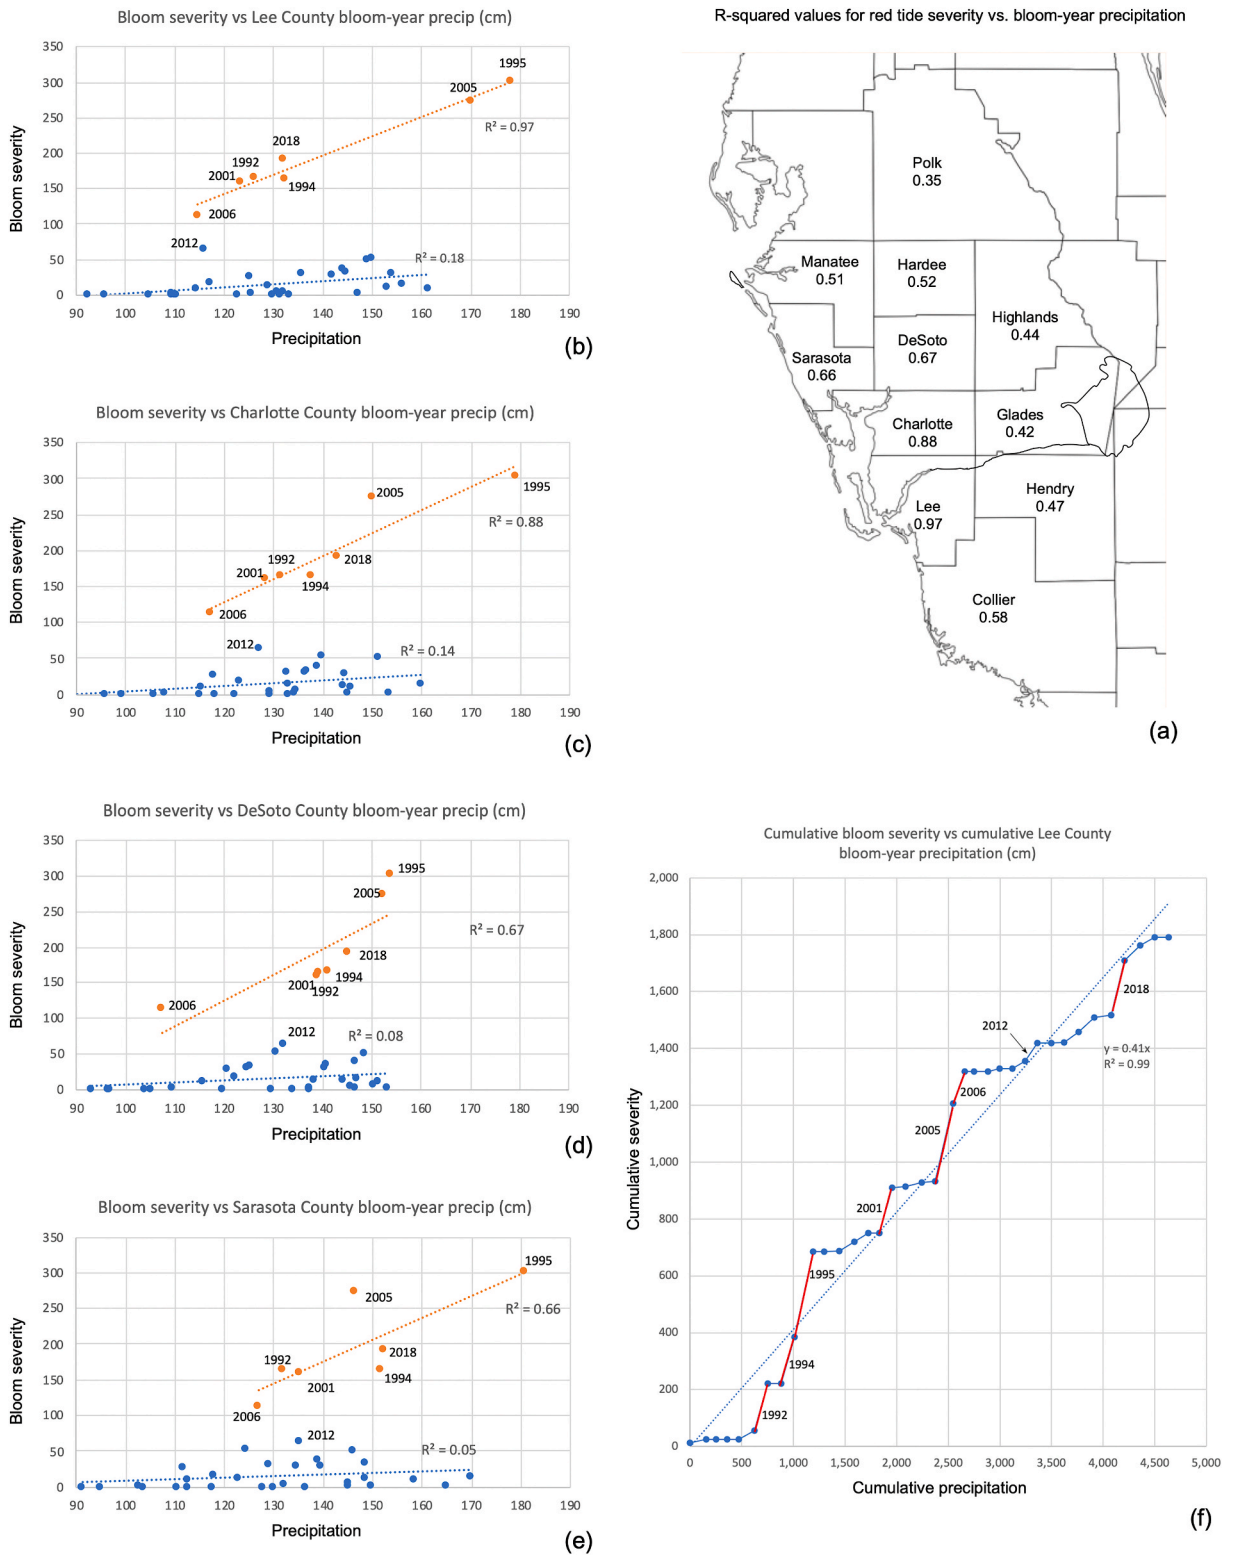 Bloom severity vs Lee County bloom-year precip (cm)
350
300
250
200
150
100
50
0
90 100 110 120 130 140 150 160 170 180 190
Bloom severity
Precipitation
1995
2005
R² = 0.97
2018
1992
2001
1994
2006
2012
R² = 0.18
(b)
R-squared values for red tide severity vs. bloom-year precipitation
Polk
0.35
Manatee
0.51
Hardee
0.52
Highlands
0.44
DeSoto
0.67
Sarasota
0.66
Charlotte
0.88
Glades
0.42
Hendry
0.47
Lee
0.97
Collier
0.58
(a)
Bloom severity vs Charlotte County bloom-year precip (cm)
350
300
250
200
150
100
50
0
90 100 110 120 130 140 150 160 170 180 190
Bloom severity
Precipitation
2005
1995
R² = 0.88
1992
2018
2001
1994
2006
2012
R² = 0.14
(c)
Bloom severity vs DeSoto County bloom-year precip (cm)
350
300
250
200
150
100
50
0
90 100 110 120 130 140 150 160 170 180 190
Bloom severity
Precipitation
1995
2005
R² = 0.67
2018
1994
2001
1992
2006
2012
R² = 0.08
(d)
Bloom severity vs Sarasota County bloom-year precip (cm)
350
300
250
200
150
100
50
0
90 100 110 120 130 140 150 160 170 180 190
Bloom severity
Precipitation
1995
2005
R² = 0.66
1992
2018
1994
2001
2006
2012
R² = 0.05
(e)
Cumulative bloom severity vs cumulative Lee County
bloom-year precipitation (cm)
2,000
1,800
1,600
1,400
1,200
1,000
800
600
400
200
0
0 500 1,000 1,500 2,000 2,500 3,000 3,500 4,000 4,500 5,000
Cumulative severity
Cumulative precipitation
2018
2012
y = 0.41x
R² = 0.99
2006
2005
2001
1995
1994
1992
(f)